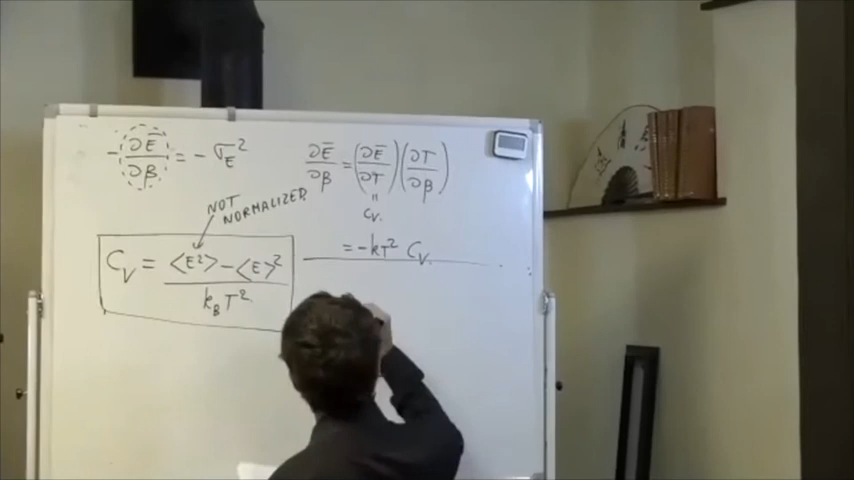 -∂Ē/∂β = -σ_E²
∂Ē/∂β = (∂Ē/∂T)(∂T/∂β)
"
C_V.
NOT
NORMALIZED.
= -kT² C_V
C_V = <E²> - <E>² / k_B T²